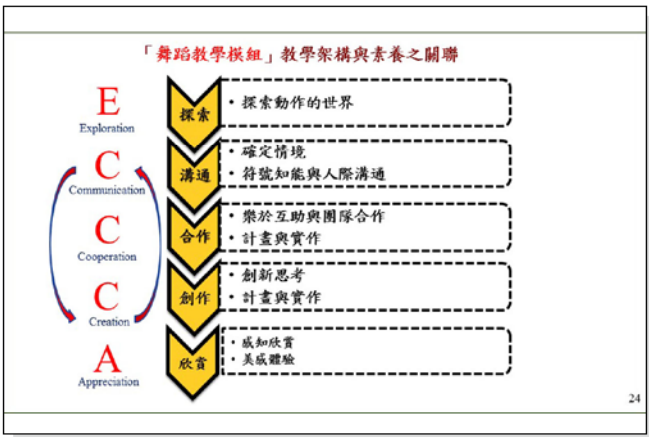 「舞蹈教學模組」教學架構與素養之關聯
E
Exploration
探索
• 探索動作的世界
C
Communication
溝通
• 確定情境
• 符號知能與人際溝通
C
Cooperation
合作
• 樂於互助與團隊合作
• 計畫與實作
C
Creation
創作
• 創新思考
• 計畫與實作
A
Appreciation
欣賞
• 感知欣賞
• 美感體驗
24